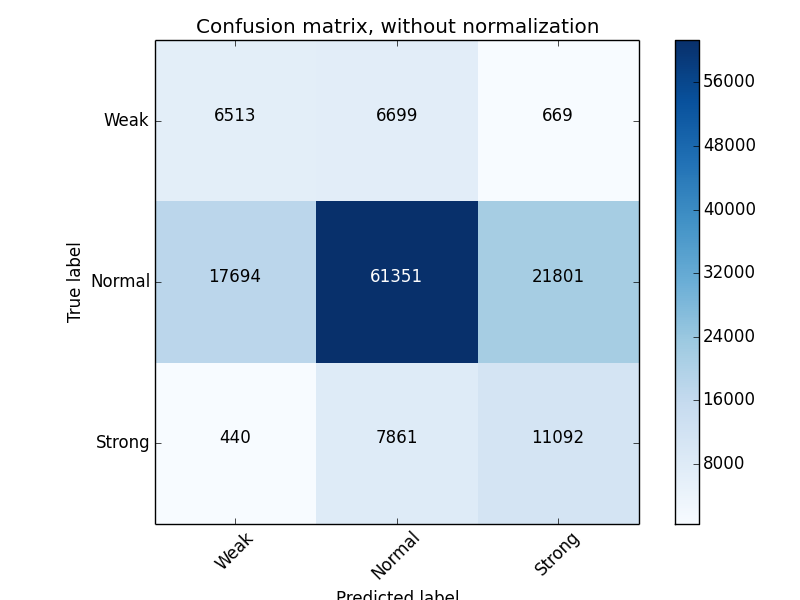 Confusion matrix, without normalization
Weak 6513 6699 669
Normal 17694 61351 21801
Strong 440 7861 11092
True label
Weak Normal Strong
Predicted label
56000
48000
40000
32000
24000
16000
8000